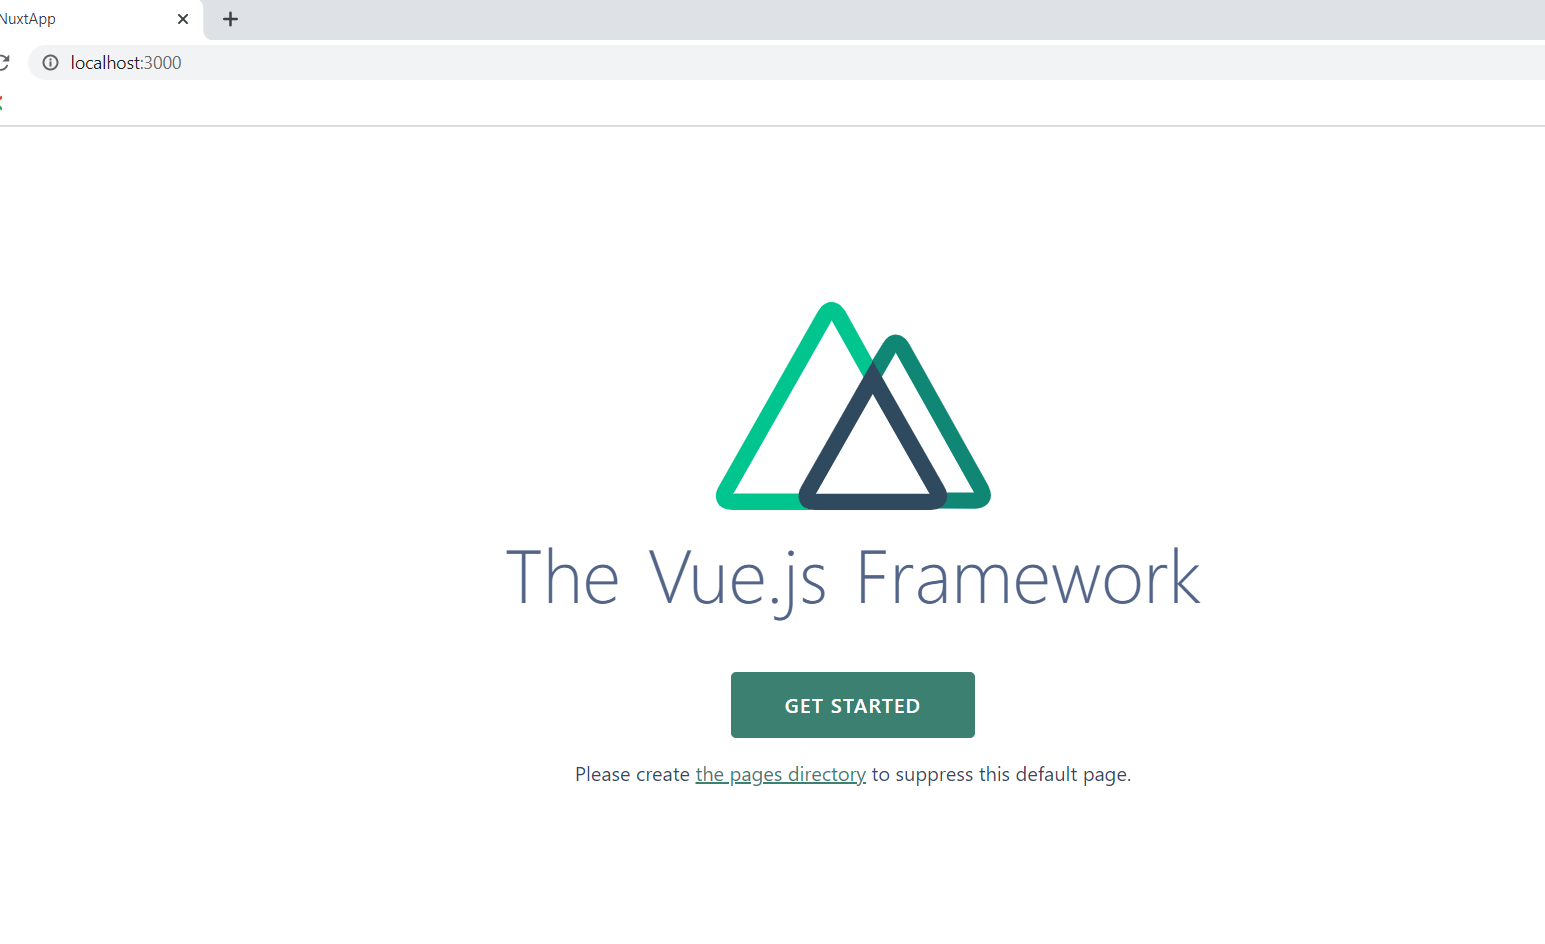 NuxtApp
localhost:3000
The Vue.js Framework
GET STARTED
Please create the pages directory to suppress this default page.